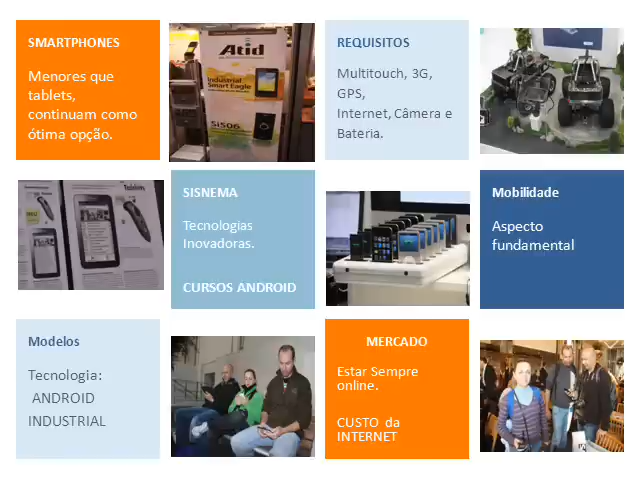 SMARTPHONES
Menores que
tablets,
continuam como
ótima opção.
Atid
Industrial
Smart Eagle
SiS06
REQUISITOS
Multitouch, 3G,
GPS,
Internet, Câmera e
Bateria.
SISNEMA
Tecnologias
Inovadoras.
CURSOS ANDROID
Mobilidade
Aspecto
fundamental
Modelos
Tecnologia:
ANDROID
INDUSTRIAL
MERCADO
Estar Sempre
online.
CUSTO da
INTERNET